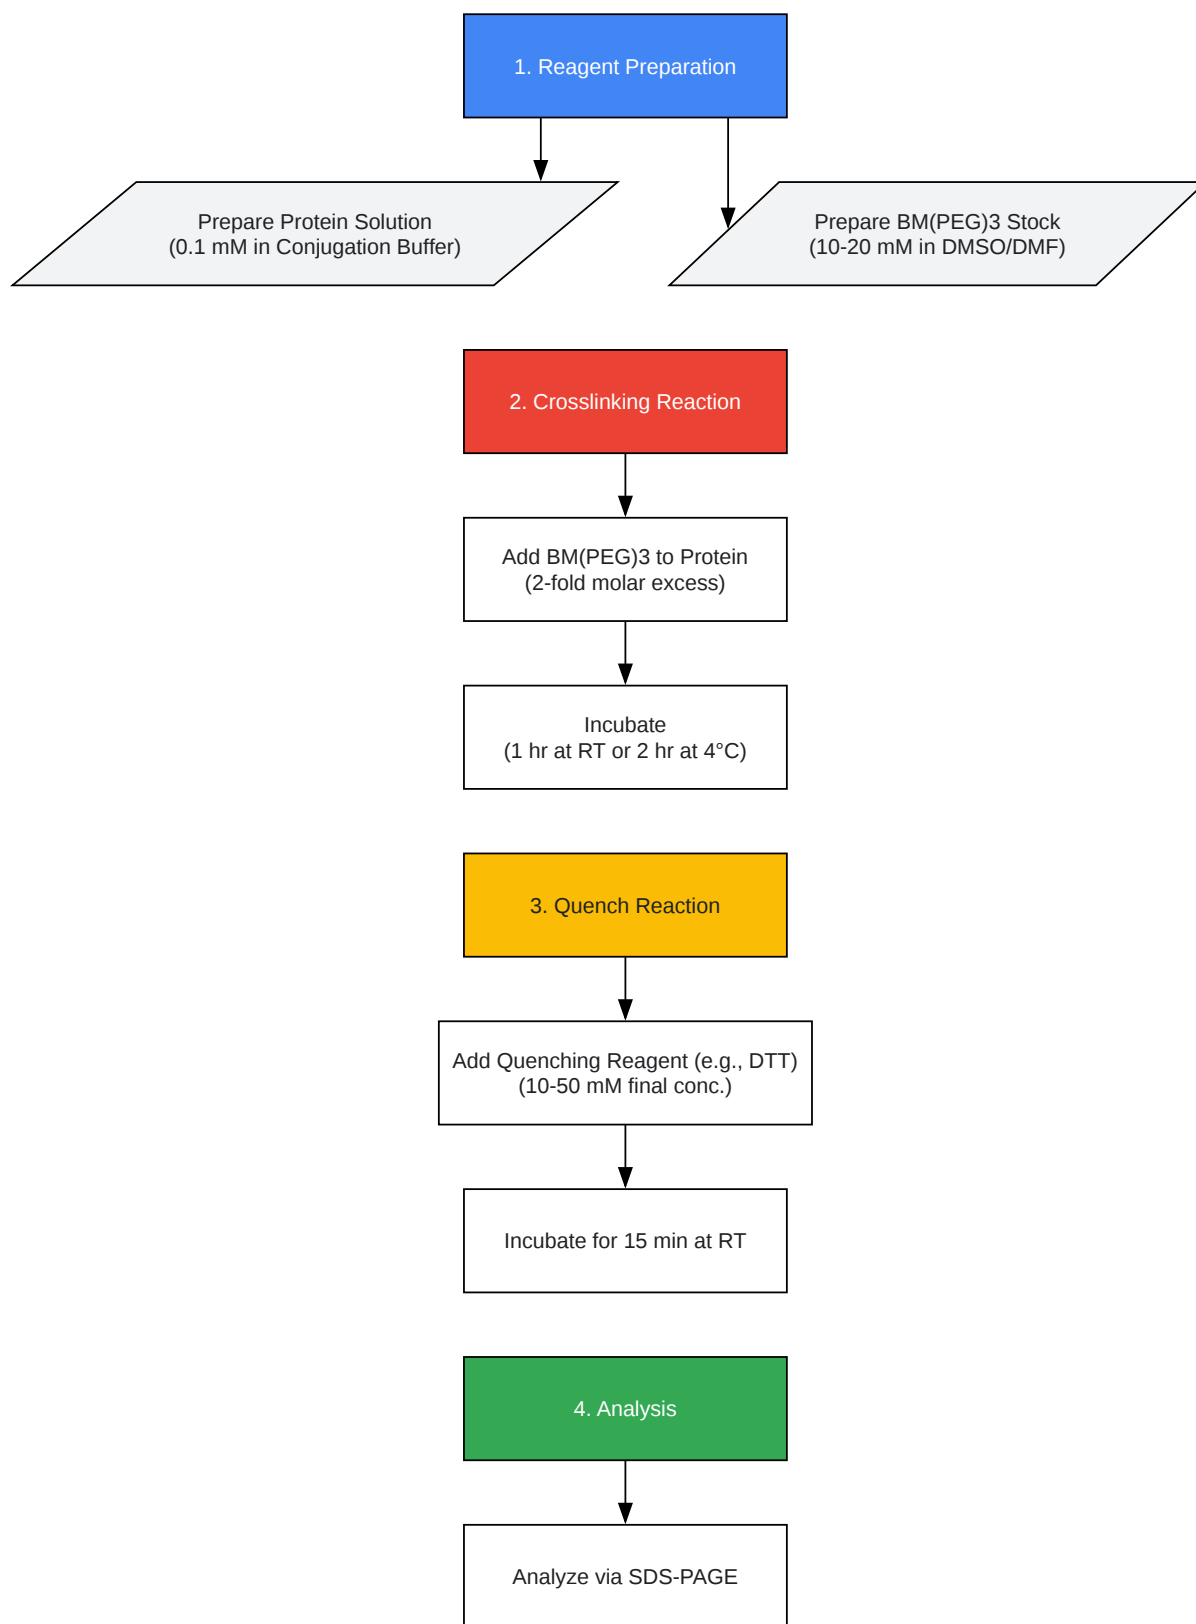 1. Reagent Preparation
Prepare Protein Solution
(0.1 mM in Conjugation Buffer)
Prepare BM(PEG)3 Stock
(10-20 mM in DMSO/DMF)
2. Crosslinking Reaction
Add BM(PEG)3 to Protein
(2-fold molar excess)
Incubate
(1 hr at RT or 2 hr at 4°C)
3. Quench Reaction
Add Quenching Reagent (e.g., DTT)
(10-50 mM final conc.)
Incubate for 15 min at RT
4. Analysis
Analyze via SDS-PAGE